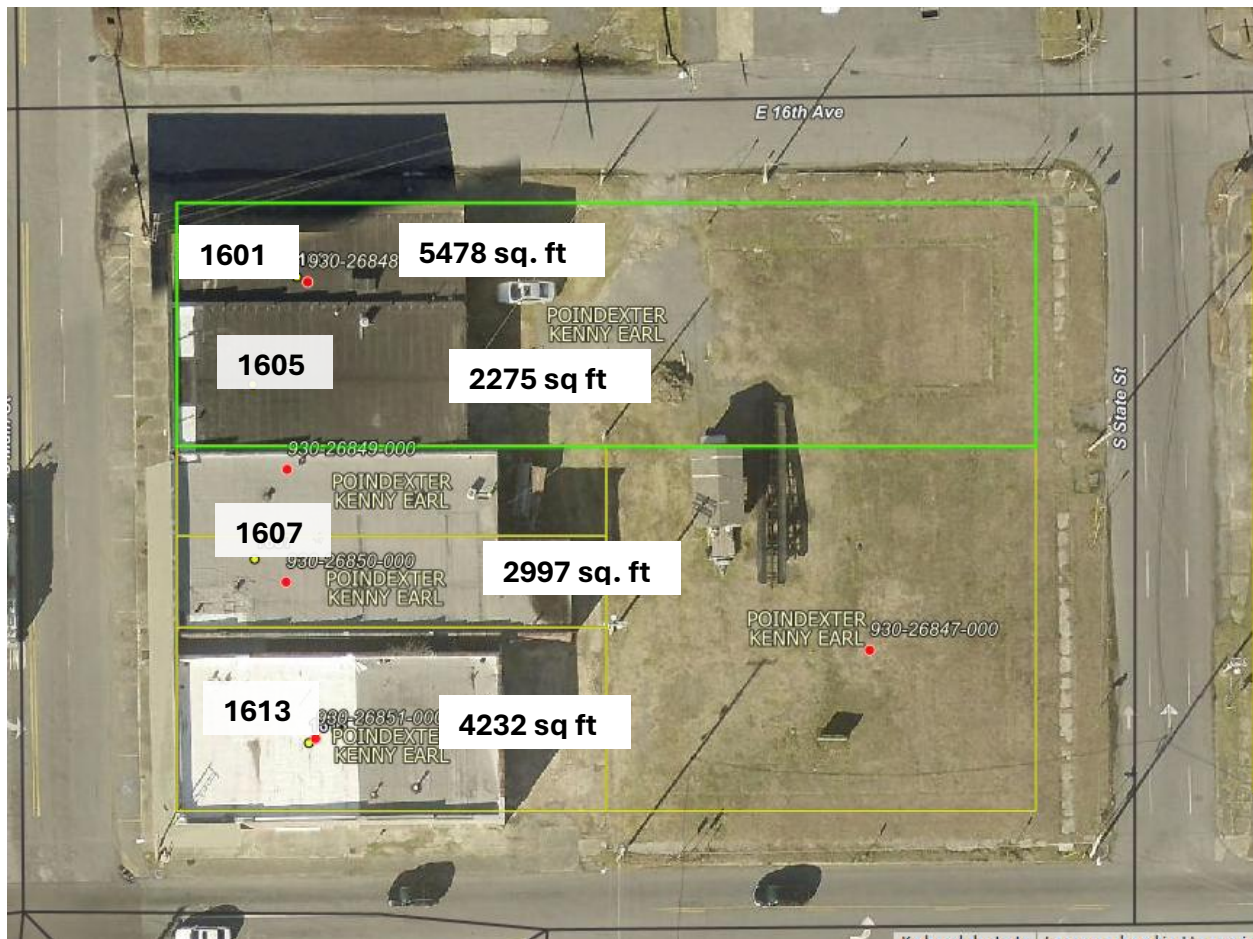 E 16th Ave
1601
930-26848
5478 sq. ft
POINDEXTER
KENNY EARL
1605
2275 sq ft
S State St
930-26849-000
POINDEXTER
KENNY EARL
1607
930-26850-000
POINDEXTER
KENNY EARL
2997 sq. ft
POINDEXTER
KENNY EARL
930-26847-000
1613
930-26851-000
POINDEXTE
KENNY EARL
4232 sq ft